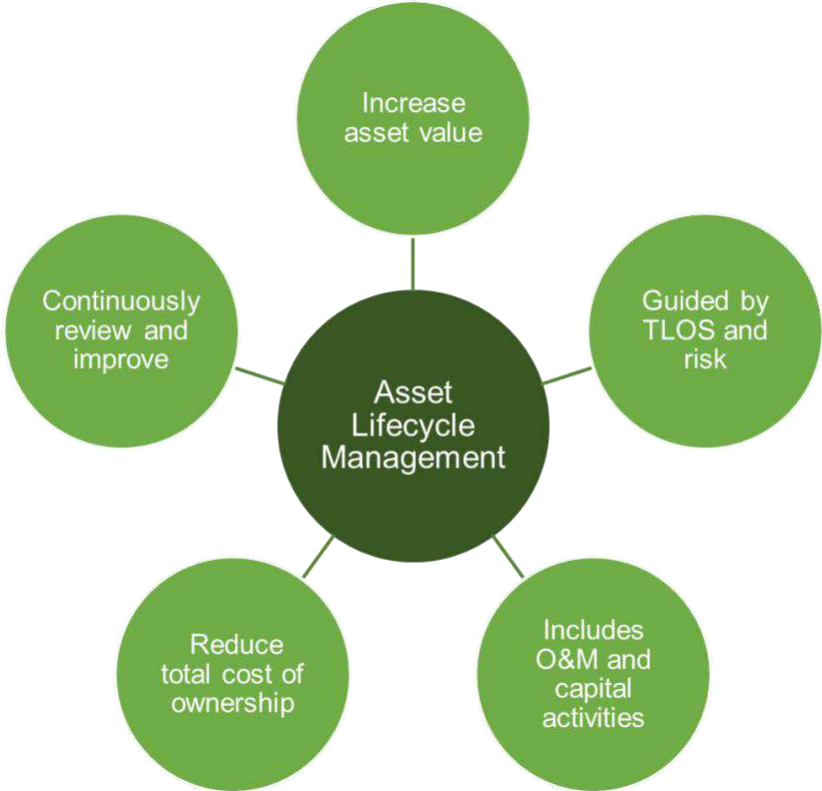 Increase
asset value
Continuously
review and
improve
Guided by
TLOS and
risk
Asset
Lifecycle
Management
Reduce
total cost of
ownership
Includes
O&M and
capital
activities